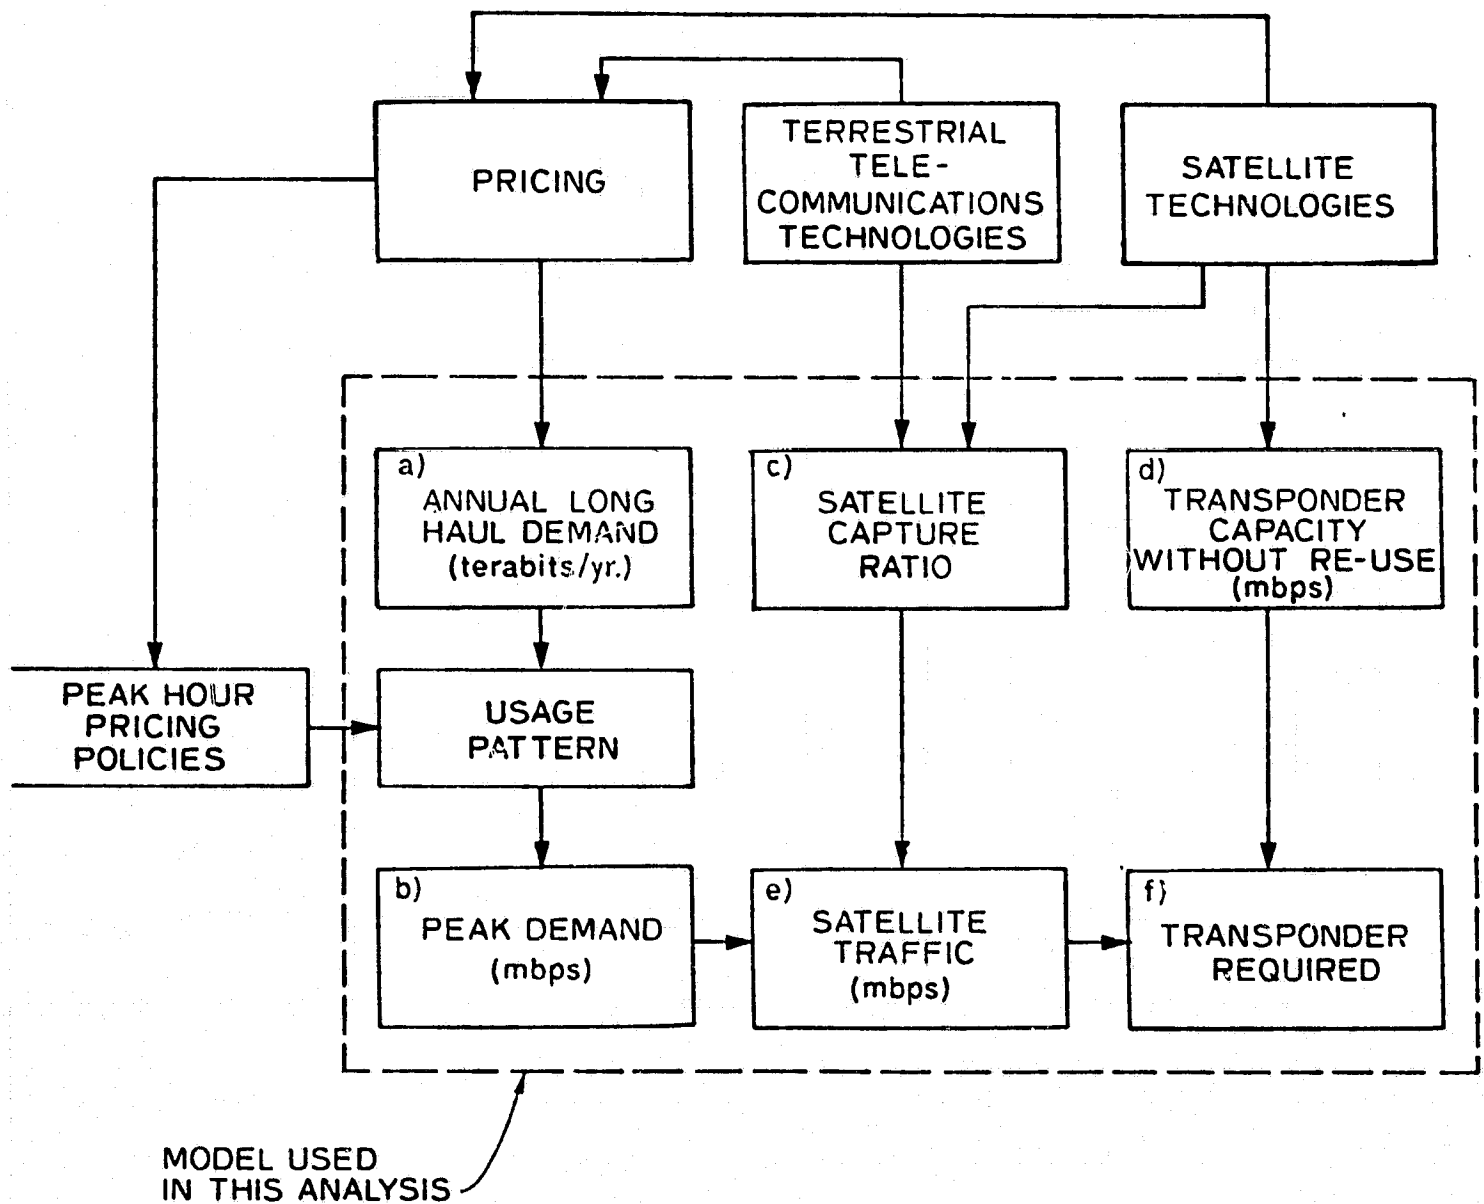 PRICING
TERRESTRIAL
TELE-
COMMUNICATIONS
TECHNOLOGIES
SATELLITE
TECHNOLOGIES
a)
ANNUAL LONG
HAUL DEMAND
(terabits/yr.)
c)
SATELLITE
CAPTURE
RATIO
d)
TRANSPONDER
CAPACITY
WITHOUT RE-USE
(mbps)
PEAK HOUR
PRICING
POLICIES
USAGE
PATTERN
b)
PEAK DEMAND
(mbps)
e)
SATELLITE
TRAFFIC
(mbps)
f)
TRANSPONDER
REQUIRED
MODEL USED
IN THIS ANALYSIS